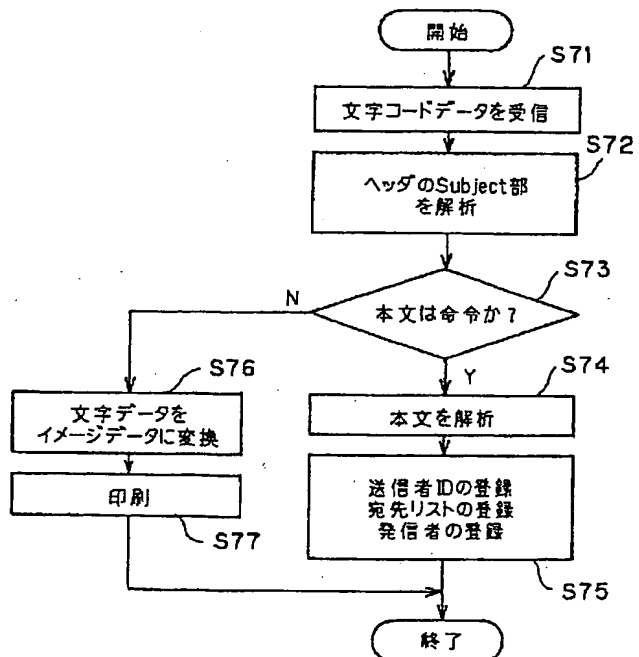 開始
S71
文字コードデータを受信
S72
ヘッダのSubject部
を解析
S73
本文は命令か?
N
Y
S74
本文を解析
S76
文字データを
イメージデータに変換
印刷
S77
送信者IDの登録
宛先リストの登録
発信者の登録
S75
終了